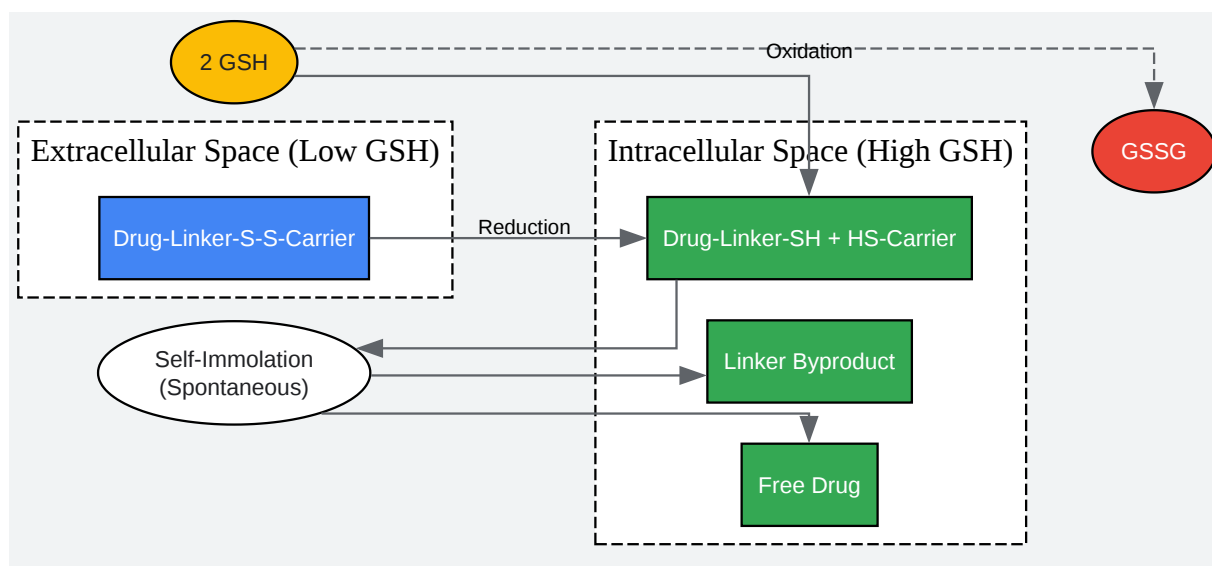 2 GSH
Oxidation
Extracellular Space (Low GSH)
Intracellular Space (High GSH)
GSSG
Drug-Linker-S-S-Carrier
Reduction
Drug-Linker-SH + HS-Carrier
Self-Immolation
(Spontaneous)
Linker Byproduct
Free Drug